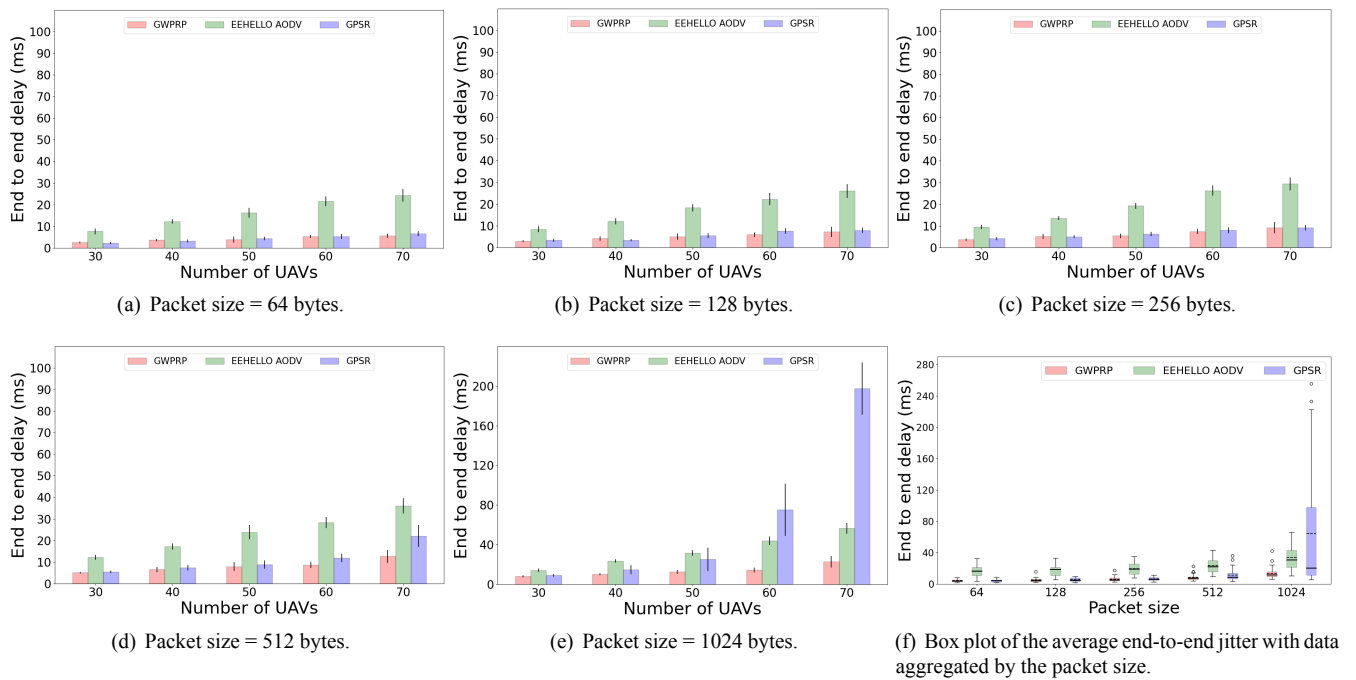 GWPRP EEHELLO AODV GPSR
End to end delay (ms)
100
90
80
70
60
50
40
30
20
10
0
30 40 50 60 70
Number of UAVs
(a) Packet size = 64 bytes.
GWPRP EEHELLO AODV GPSR
End to end delay (ms)
100
90
80
70
60
50
40
30
20
10
0
30 40 50 60 70
Number of UAVs
(b) Packet size = 128 bytes.
GWPRP EEHELLO AODV GPSR
End to end delay (ms)
100
90
80
70
60
50
40
30
20
10
0
30 40 50 60 70
Number of UAVs
(c) Packet size = 256 bytes.
GWPRP EEHELLO AODV GPSR
End to end delay (ms)
100
90
80
70
60
50
40
30
20
10
0
30 40 50 60 70
Number of UAVs
(d) Packet size = 512 bytes.
GWPRP EEHELLO AODV GPSR
End to end delay (ms)
200
160
120
80
40
0
30 40 50 60 70
Number of UAVs
(e) Packet size = 1024 bytes.
GWPRP EEHELLO AODV GPSR
End to end delay (ms)
280
240
200
160
120
80
40
0
64 128 256 512 1024
Packet size
(f) Box plot of the average end-to-end jitter with data
aggregated by the packet size.